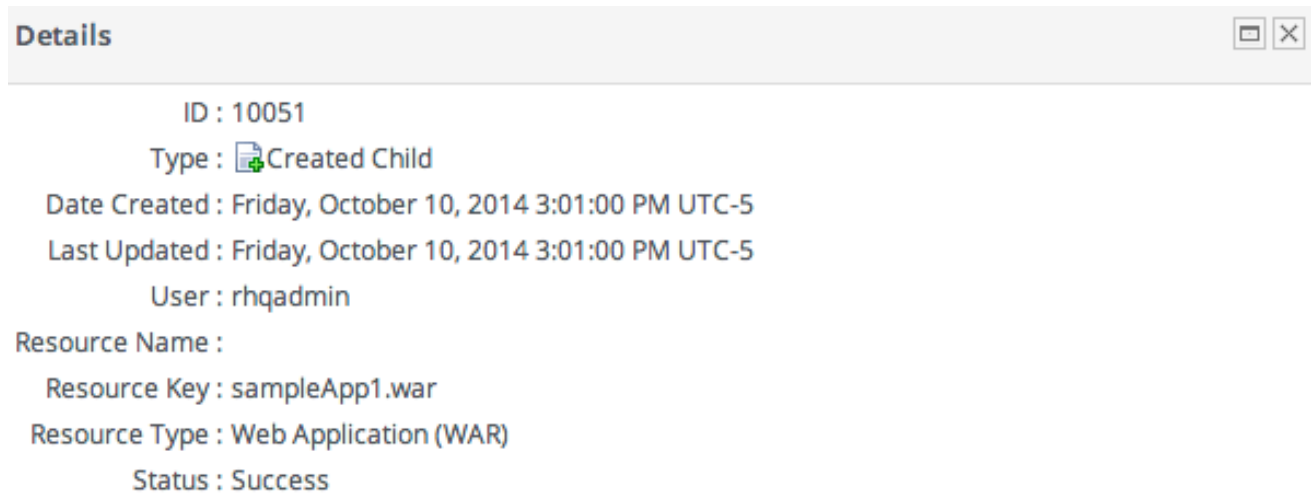 Details
ID : 10051
Type : Created Child
Date Created : Friday, October 10, 2014 3:01:00 PM UTC-5
Last Updated : Friday, October 10, 2014 3:01:00 PM UTC-5
User : rhqadmin
Resource Name :
Resource Key : sampleApp1.war
Resource Type : Web Application (WAR)
Status : Success